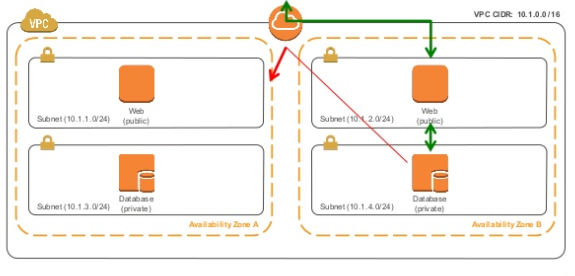 VPC
VPC CIDR: 10.1.0.0/16
Web
(public)
Subnet (10.1.1.0/24)
Web
(public)
Subnet (10.1.2.0/24)
Database
(private)
Subnet (10.1.3.0/24)
Availability Zone A
Database
(private)
Subnet (10.1.4.0/24)
Availability Zone B